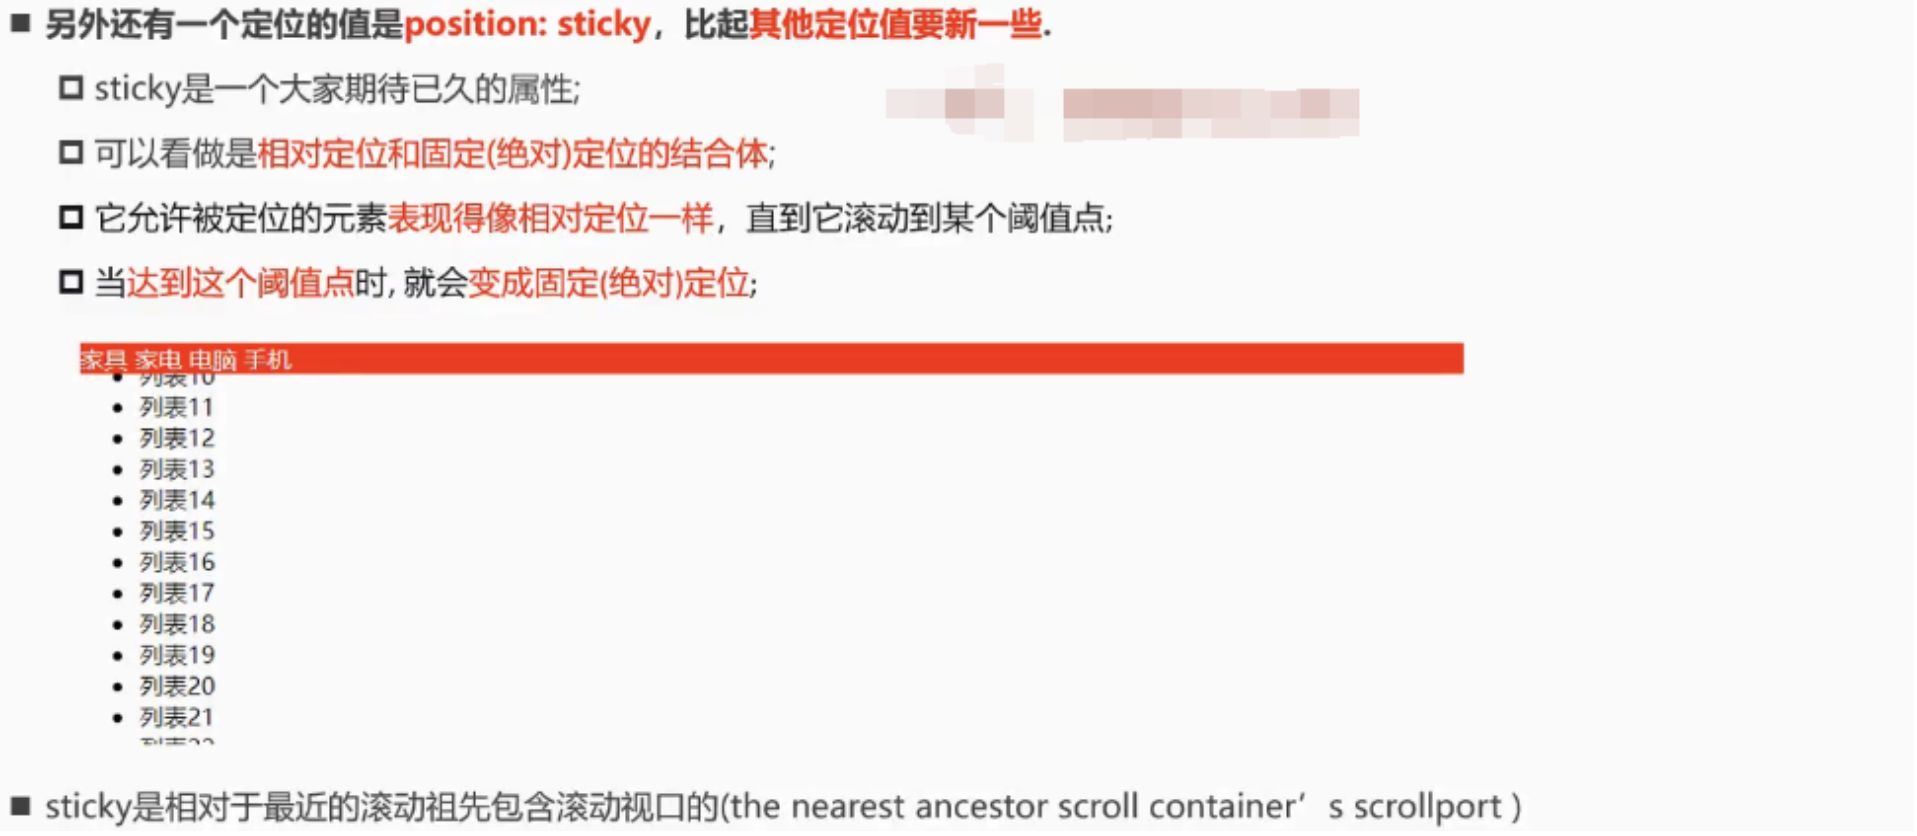 另外还有一个定位的值是position: sticky，比起其他定位值要新一些.
sticky是一个大家期待已久的属性;
可以看做是相对定位和固定(绝对)定位的结合体;
它允许被定位的元素表现得像相对定位一样，直到它滚动到某个阈值点;
当达到这个阈值点时, 就会变成固定(绝对)定位;
家具 家电 电脑 手机
列表10
列表11
列表12
列表13
列表14
列表15
列表16
列表17
列表18
列表19
列表20
列表21
sticky是相对于最近的滚动祖先包含滚动视口的(the nearest ancestor scroll container’s scrollport )